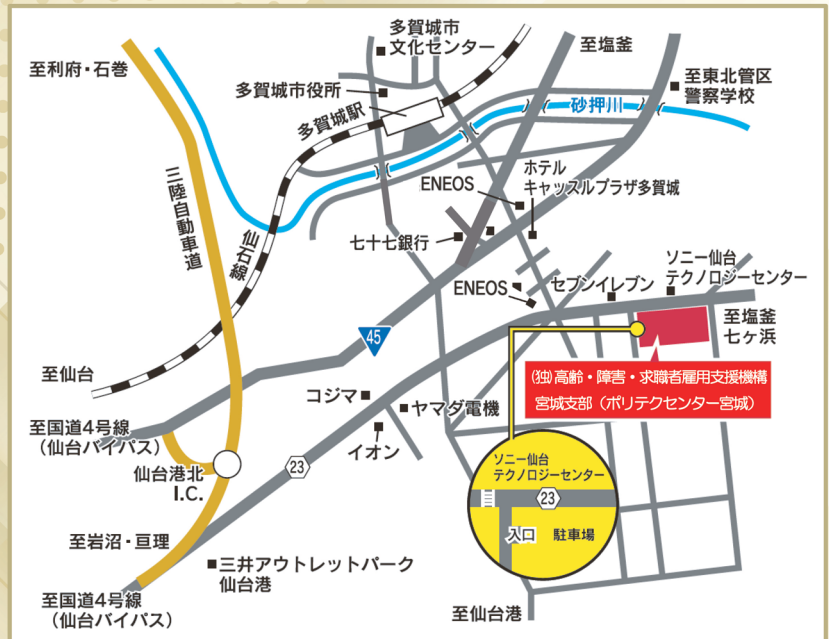 多賀城市
文化センター
至塩釜
至利府・石巻
至東北管区
警察学校
多賀城市役所
多賀城駅
砂押川
三陸自動車道
仙石線
ENEOS
ホテル
キャッスルプラザ多賀城
七十七銀行
ENEOS
セブンイレブン
ソニー仙台
テクノロジーセンター
至塩釜
七ヶ浜
45
至仙台
(独)高齢・障害・求職者雇用支援機構
宮城支部（ポリテクセンター宮城）
コジマ
ヤマダ電機
イオン
至国道4号線
（仙台バイパス）
仙台港北
I.C.
23
ソニー仙台
テクノロジーセンター
23
入口
駐車場
至岩沼・亘理
三井アウトレットパーク
仙台港
至国道4号線
（仙台バイパス）
至仙台港